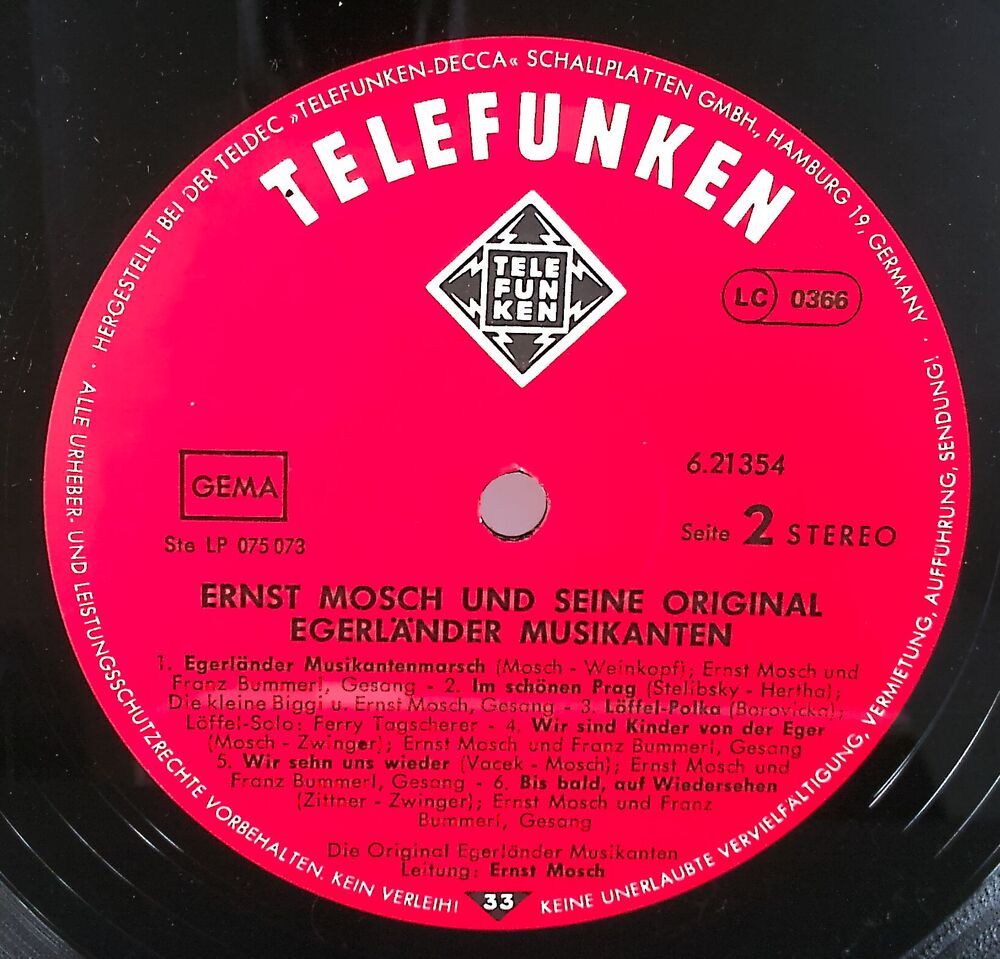 HERGESTELLT BEI DER TELDEC »TELEFUNKEN-DECCA« SCHALLPLATTEN GMBH., HAMBURG 19, GERMANY ·
TELEFUNKEN
TELE
FUN
KEN
LC 0366
GEMA
6.21354
Ste LP 075 073
Seite 2 STEREO
ERNST MOSCH UND SEINE ORIGINAL
EGERLÄNDER MUSIKANTEN
1. Egerländer Musikantenmarsch (Mosch - Weinkopf); Ernst Mosch und
Franz Bummerl, Gesang - 2. Im schönen Prag (Stelibsky - Hertha);
Die kleine Biggi u. Ernst Mosch, Gesang - 3. Löffel-Polka (Borovicka);
Löffel-Solo: Ferry Tagscherer - 4. Wir sind Kinder von der Eger
(Mosch - Zwinger); Ernst Mosch und Franz Bummerl, Gesang
5. Wir sehn uns wieder (Vacek - Mosch); Ernst Mosch und
Franz Bummerl, Gesang - 6. Bis bald, auf Wiedersehen
(Zittner - Zwinger); Ernst Mosch und Franz
Bummerl, Gesang
Die Original Egerländer Musikanten
Leitung: Ernst Mosch
33
· ALLE URHEBER- UND LEISTUNGSSCHUTZRECHTE VORBEHALTEN. KEIN VERLEIH!
KEINE UNERLAUBTE VERVIELFÄLTIGUNG, VERMIETUNG, AUFFÜHRUNG, SENDUNG!